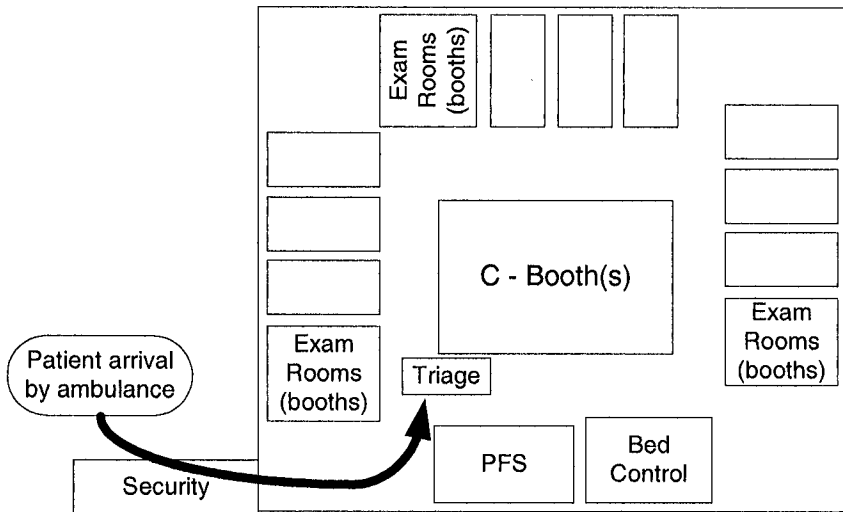 Exam
Rooms
(booths)
C - Booth(s)
Exam
Rooms
(booths)
Exam
Rooms
(booths)
Patient arrival
by ambulance
Triage
PFS
Bed
Control
Security